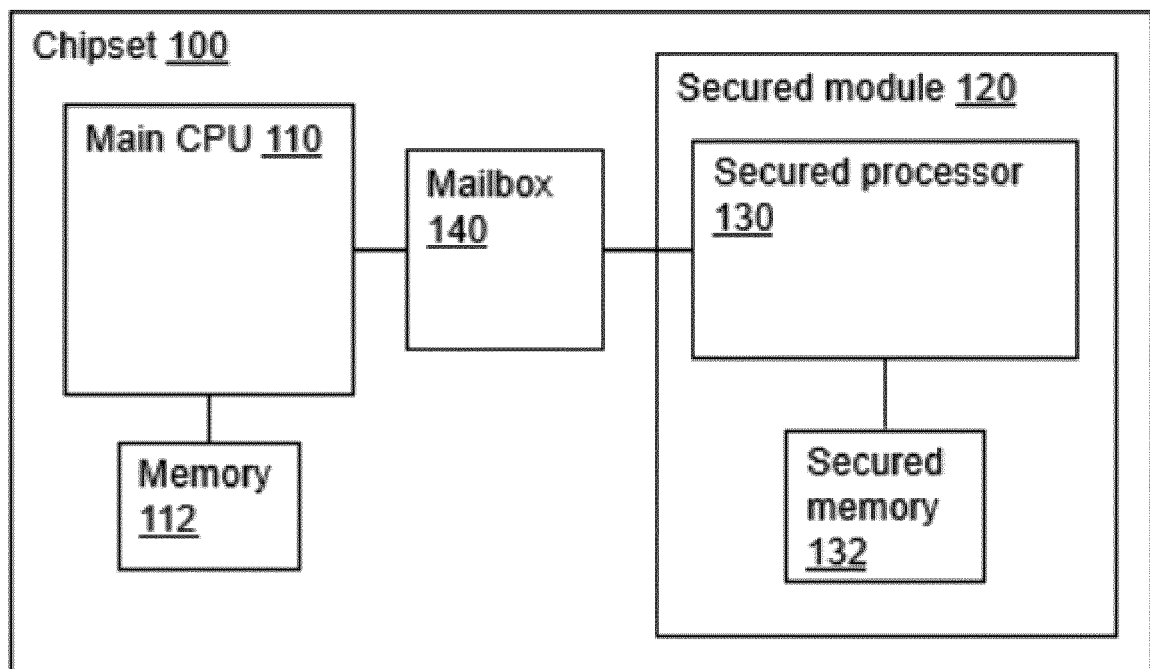 Chipset 100
Main CPU 110
Memory
112
Mailbox
140
Secured module 120
Secured processor
130
Secured
memory
132